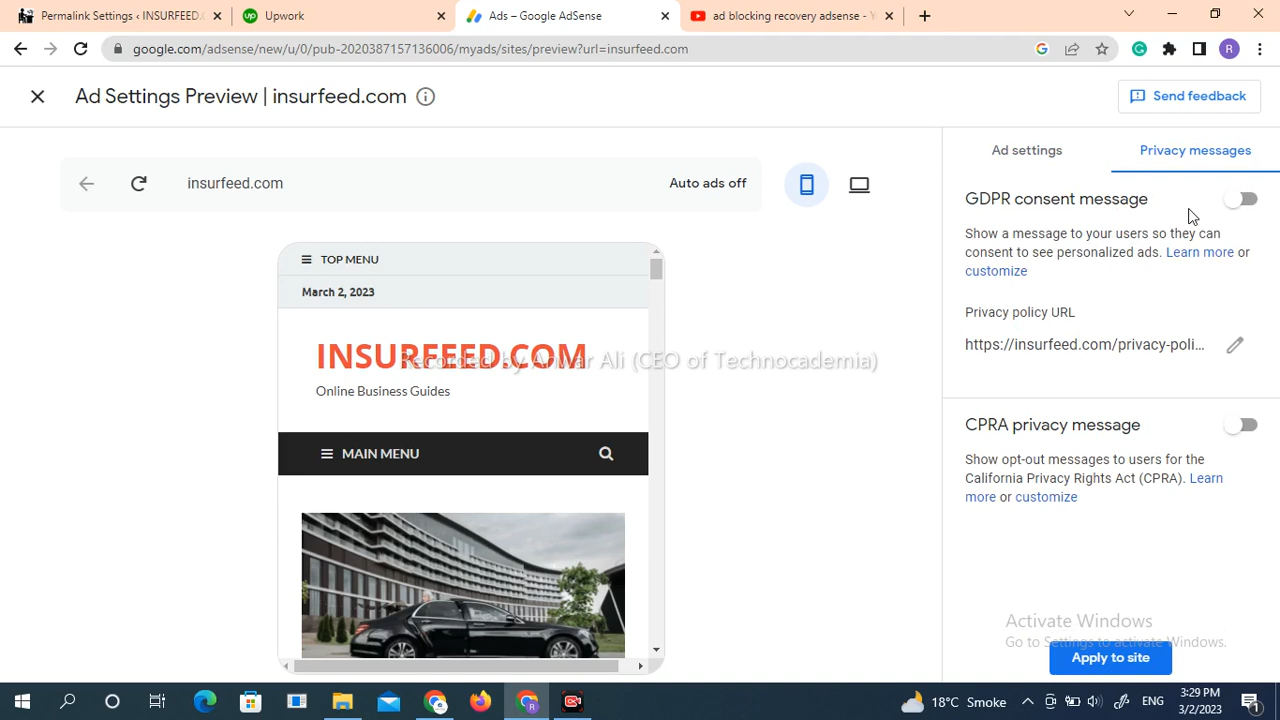 Permalink Settings ‹ INSURFEED.C
Upwork
Ads – Google AdSense
ad blocking recovery adsense - Y
google.com/adsense/new/u/0/pub-2020387157136006/myads/sites/preview?url=insurfeed.com
R
Ad Settings Preview | insurfeed.com
Send feedback
insurfeed.com
Auto ads off
Ad settings
Privacy messages
GDPR consent message
Show a message to your users so they can
consent to see personalized ads. Learn more or
customize
Privacy policy URL
https://insurfeed.com/privacy-poli...
CPRA privacy message
Show opt-out messages to users for the
California Privacy Rights Act (CPRA). Learn
more or customize
TOP MENU
March 2, 2023
INSURFEED.COM
Recorded by Anwar Ali (CEO of Technocademia)
Online Business Guides
MAIN MENU
Activate Windows
Go to Settings to activate Windows.
Apply to site
18°C Smoke
ENG
3:29 PM
3/2/2023
1